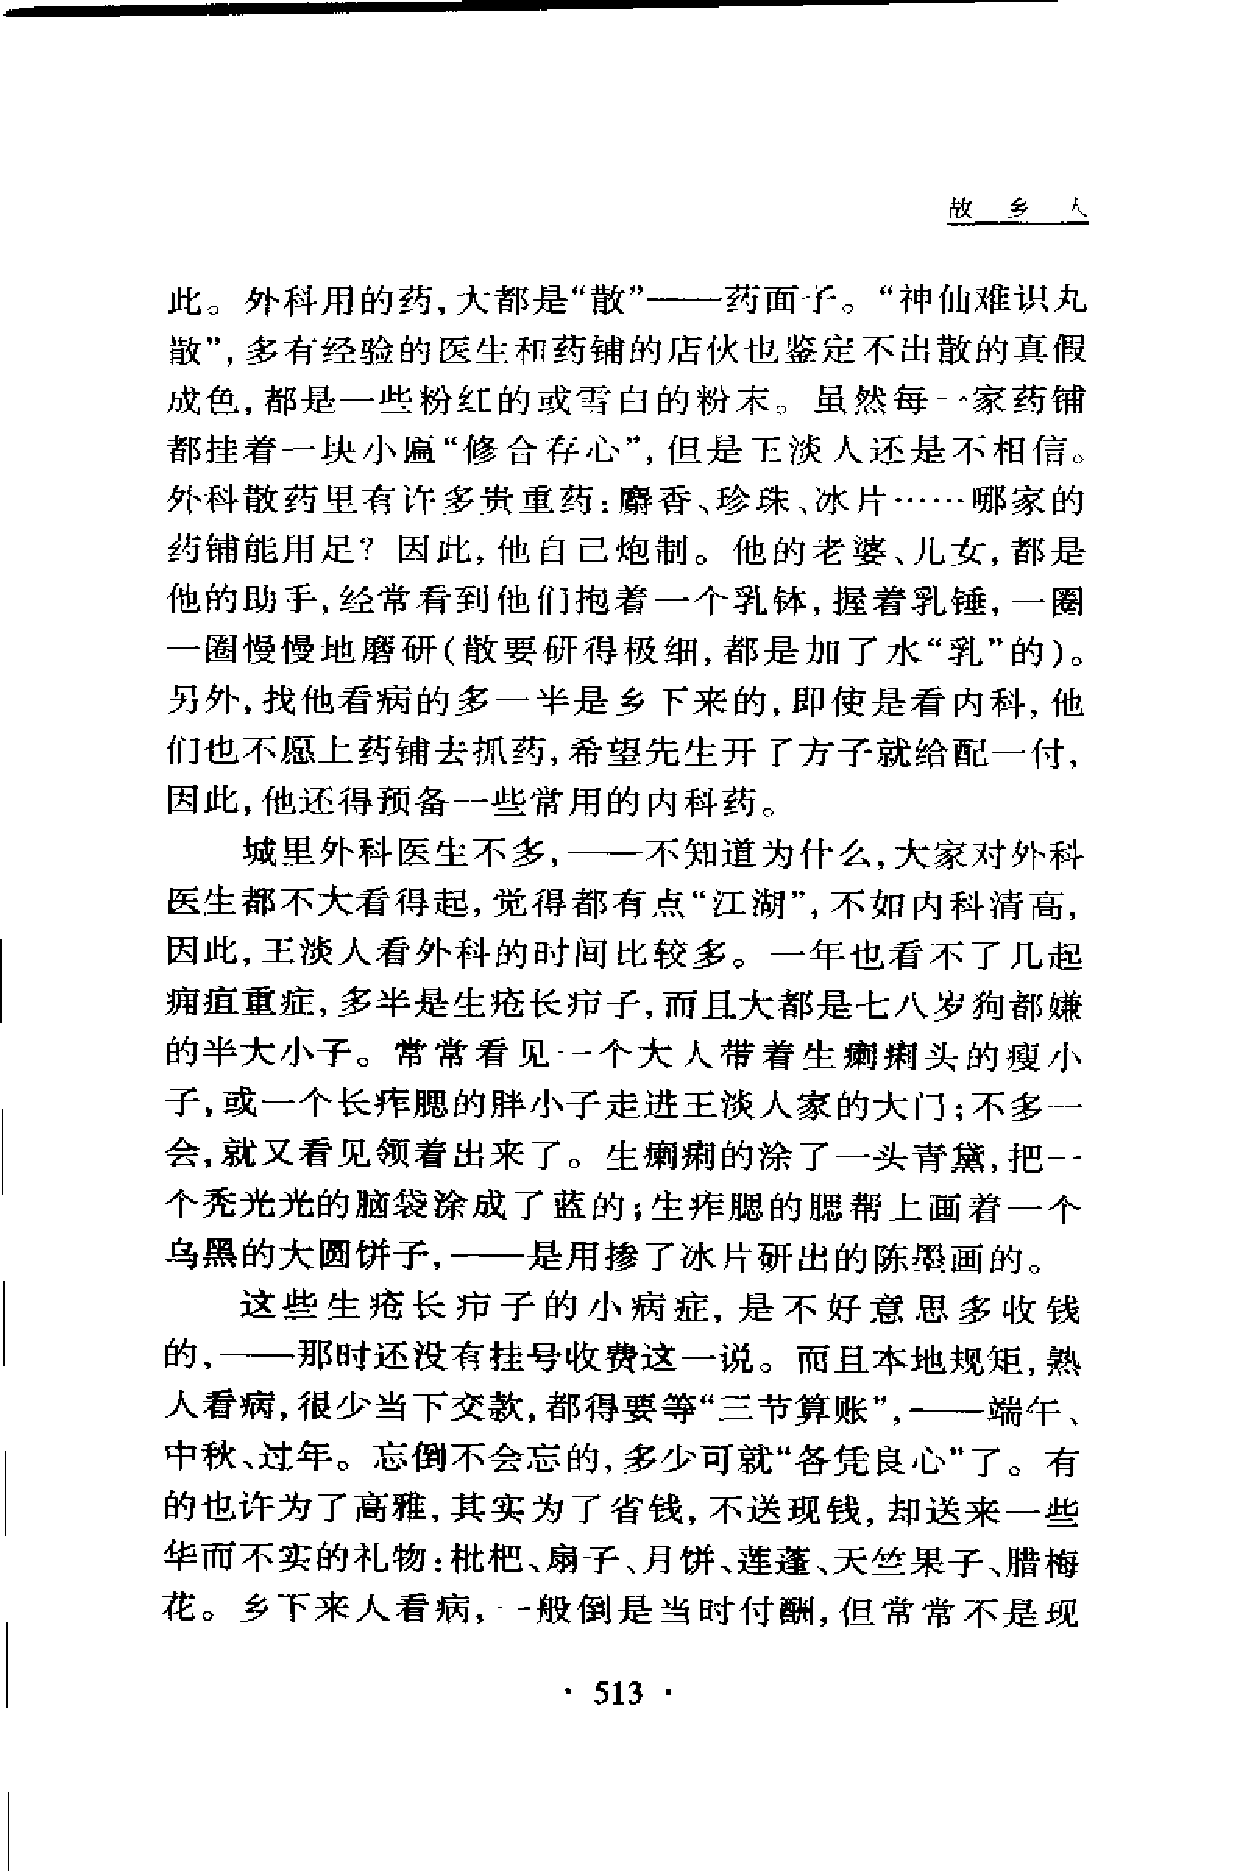 故乡人
此。外科用的药,大都是“散”——药面子。“神仙难识丸
散”,多有经验的医生和药铺的店伙也鉴定不出散的真假
成色,都是一些粉红的或雪白的粉末。虽然每一家药铺
都挂着一块小匾“修合存心”,但是王淡人还是不相信。
外科散药里有许多贵重药:麝香、珍珠、冰片……哪家的
药铺能用足?因此,他自己炮制。他的老婆、儿女,都是
他的助手,经常看到他们抱着一个乳钵,握着乳锤,一圈
一圈慢慢地磨研(散要研得极细,都是加了水“乳”的)。
另外,找他看病的多一半是乡下来的,即使是看内科,他
们也不愿上药铺去抓药,希望先生开了方子就给配一付,
因此,他还得预备一些常用的内科药。
城里外科医生不多,——不知道为什么,大家对外科
医生都不大看得起,觉得都有点“江湖”,不如内科清高,
因此,王淡人看外科的时间比较多。一年也看不了几起
痈疽重症,多半是生疮长疖子,而且大都是七八岁狗都嫌
的半大小子。常常看见一个大人带着生瘌痢头的瘦小
子,或一个长痄腮的胖小子走进王淡人家的大门;不多一
会,就又看见领着出来了。生瘌痢的涂了一头青黛,把一
个秃光光的脑袋涂成了蓝的;生痄腮的腮帮上画着一个
乌黑的大圆饼子,——是用掺了冰片研出的陈墨画的。
这些生疮长疖子的小病症,是不好意思多收钱
的,——那时还没有挂号收费这一说。而且本地规矩,熟
人看病,很少当下交款,都得要等“三节算账”,——端午、
中秋、过年。忘倒不会忘的,多少可就“各凭良心”了。有
的也许为了高雅,其实为了省钱,不送现钱,却送来一些
华而不实的礼物:枇杷、扇子、月饼、莲蓬、天竺果子、腊梅
花。乡下来人看病,一般倒是当时付酬,但常常不是现
· 513 ·